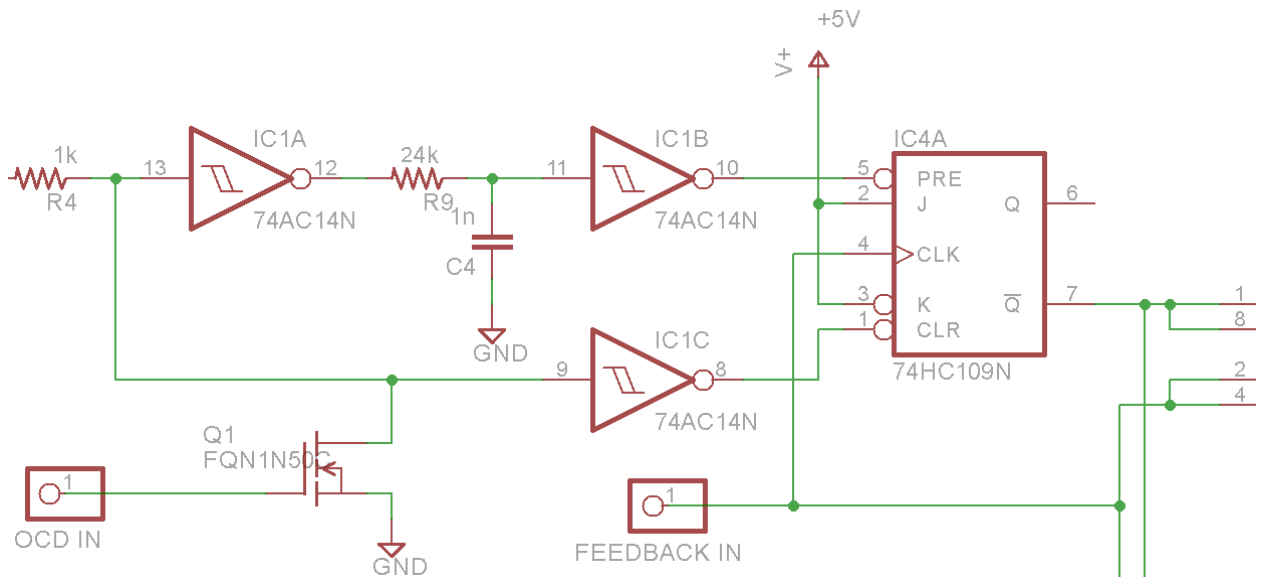 +5V
V+
1k
R4
13
IC1A
12
74AC14N
24k
R9
1n
C4
GND
11
IC1B
10
74AC14N
IC4A
5
PRE
2
J
Q
6
4
CLK
3
K
Q
7
1
CLR
74HC109N
1
8
2
4
9
IC1C
8
74AC14N
Q1
FQN1N50C
1
OCD IN
GND
1
FEEDBACK IN